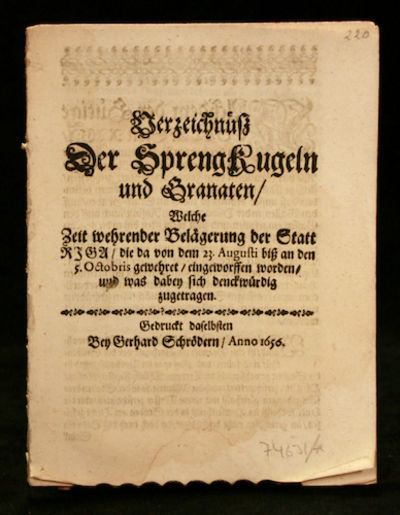 220
Verzeichnüß
Der SprengKugeln
und Granaten/
Welche
Zeit wehrender Belägerung der Statt
RIGA/ die da von dem 23. Augusti biß an den
5. Octobris gewehret/ eingeworffen worden/
und was dabey sich denckwürdig
zugetragen.
Gedruckt daselbsten
Bey Gerhard Schrödern/ Anno 1656.